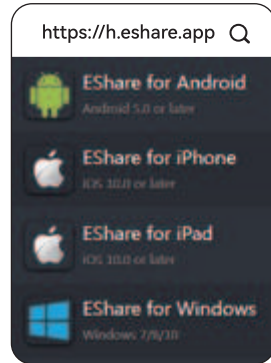 https://h.eshare.app
EShare for Android
Android 5.0 or later
EShare for iPhone
iOS 10.0 or later
EShare for iPad
iOS 10.0 or later
EShare for Windows
Windows 7/8/10